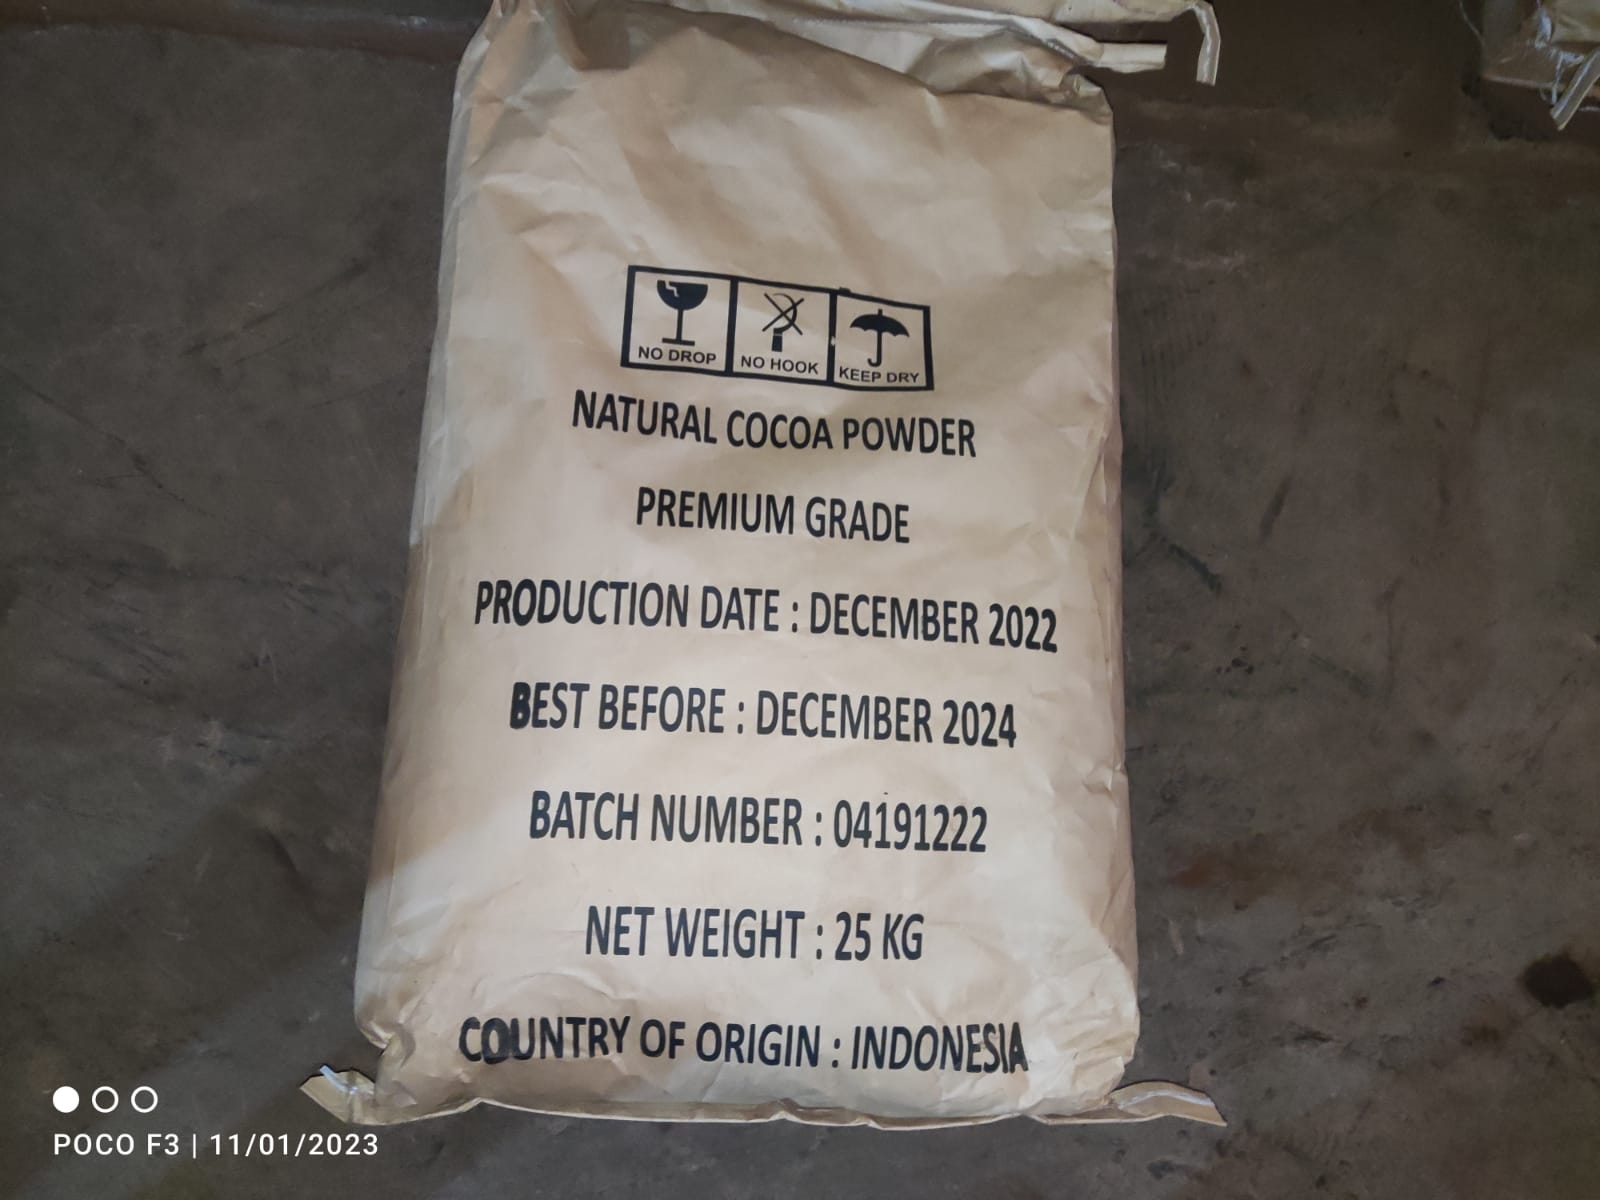 NO DROP
NO HOOK
KEEP DRY
NATURAL COCOA POWDER
PREMIUM GRADE
PRODUCTION DATE : DECEMBER 2022
BEST BEFORE : DECEMBER 2024
BATCH NUMBER : 04191222
NET WEIGHT : 25 KG
COUNTRY OF ORIGIN : INDONESIA
POCO F3 | 11/01/2023